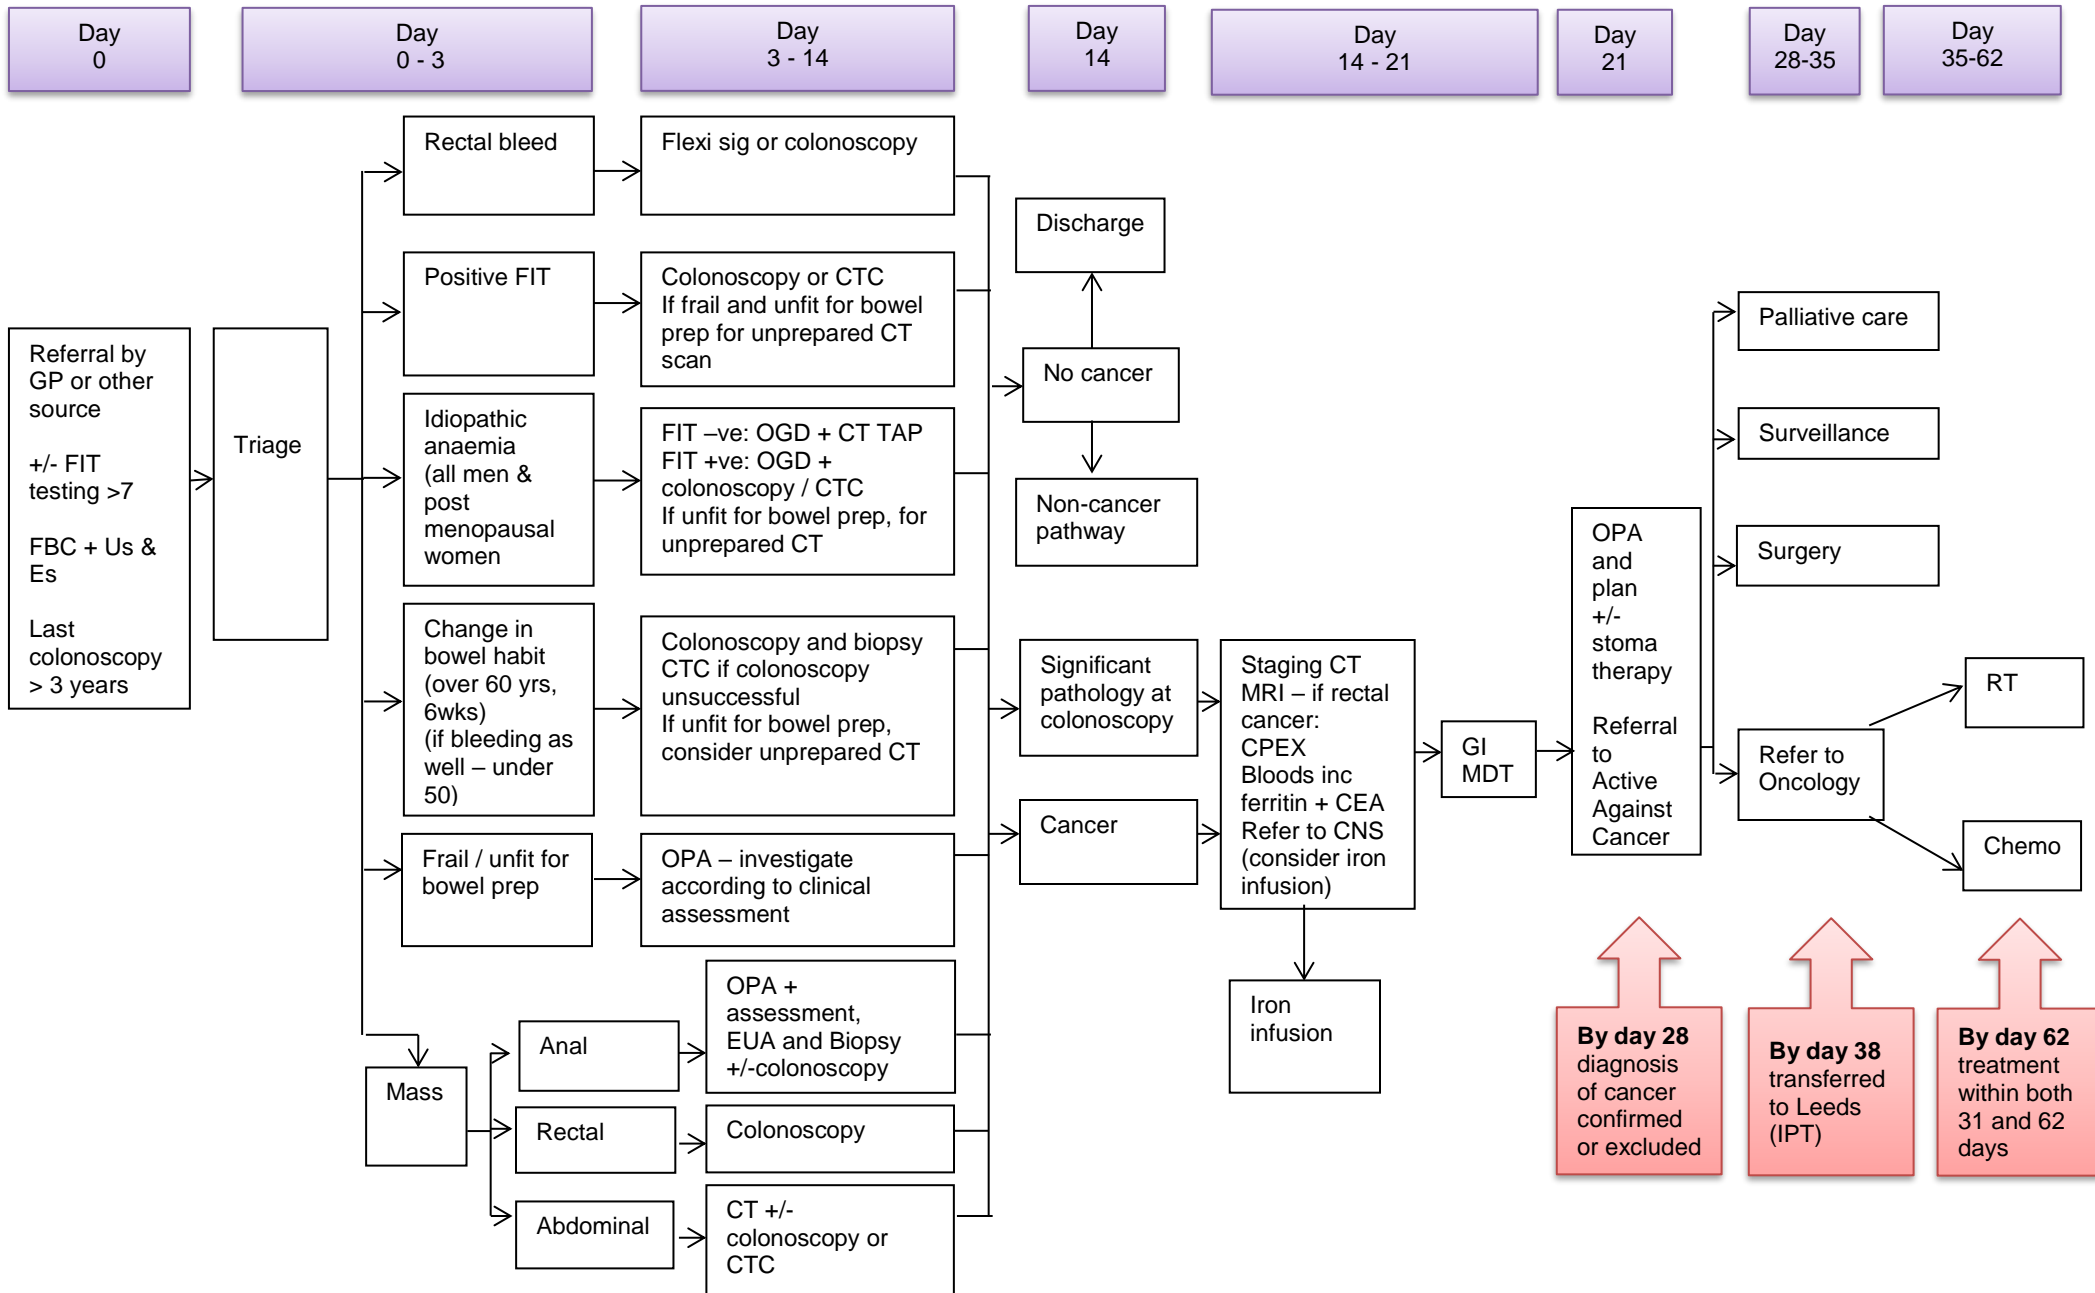 Day
0
Day
0 - 3
Day
3 - 14
Day
14
Day
14 - 21
Day
21
Day
28-35
Day
35-62
Referral by
GP or other
source
+/- FIT
testing >7
FBC + Us &
Es
Last
colonoscopy
> 3 years
Triage
Rectal bleed
Flexi sig or colonoscopy
Positive FIT
Colonoscopy or CTC
If frail and unfit for bowel
prep for unprepared CT
scan
Idiopathic
anaemia
(all men &
post
menopausal
women
FIT –ve: OGD + CT TAP
FIT +ve: OGD +
colonoscopy / CTC
If unfit for bowel prep, for
unprepared CT
Change in
bowel habit
(over 60 yrs,
6wks)
(if bleeding as
well – under
50)
Colonoscopy and biopsy
CTC if colonoscopy
unsuccessful
If unfit for bowel prep,
consider unprepared CT
Frail / unfit for
bowel prep
OPA – investigate
according to clinical
assessment
Mass
Anal
OPA +
assessment,
EUA and Biopsy
+/-colonoscopy
Rectal
Colonoscopy
Abdominal
CT +/-
colonoscopy or
CTC
Discharge
No cancer
Non-cancer
pathway
Significant
pathology at
colonoscopy
Cancer
Staging CT
MRI – if rectal
cancer:
CPEX
Bloods inc
ferritin + CEA
Refer to CNS
(consider iron
infusion)
Iron
infusion
GI
MDT
OPA
and
plan
+/-
stoma
therapy
Referral
to
Active
Against
Cancer
Palliative care
Surveillance
Surgery
Refer to
Oncology
RT
Chemo
By day 28
diagnosis
of cancer
confirmed
or excluded
By day 38
transferred
to Leeds
(IPT)
By day 62
treatment
within both
31 and 62
days